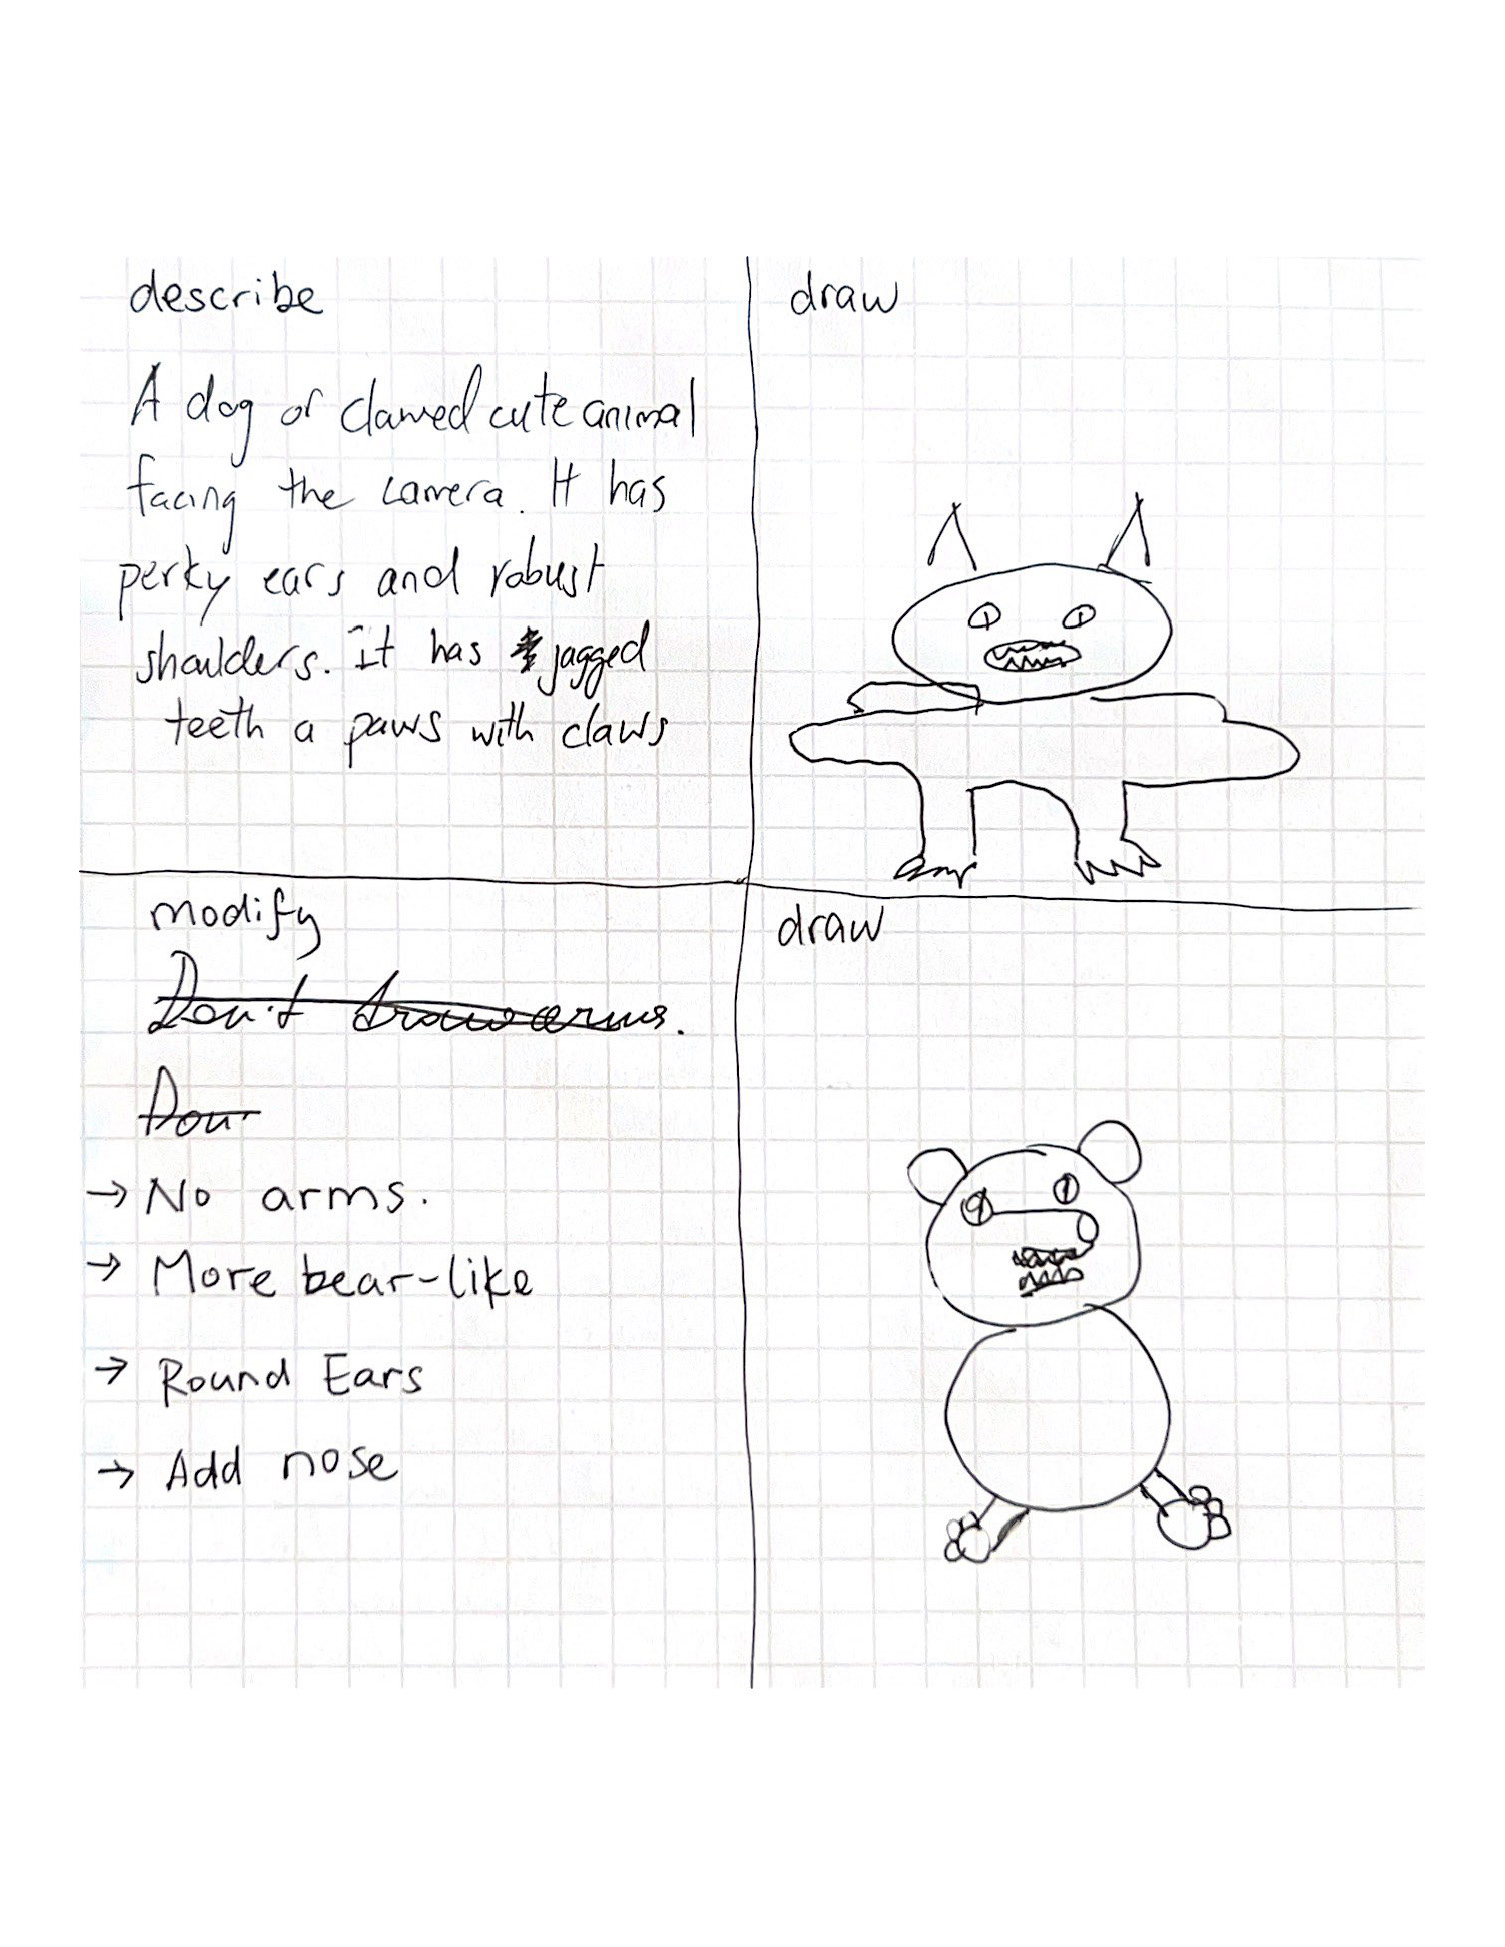 describe
A dog or clawed cute animal
facing the camera. It has
perky ears and robust
shoulders. It has jagged
teeth a paws with claws
draw
modify
Don't draw arms.
Don
→ No arms.
→ More bear-like
→ Round Ears
→ Add nose
draw